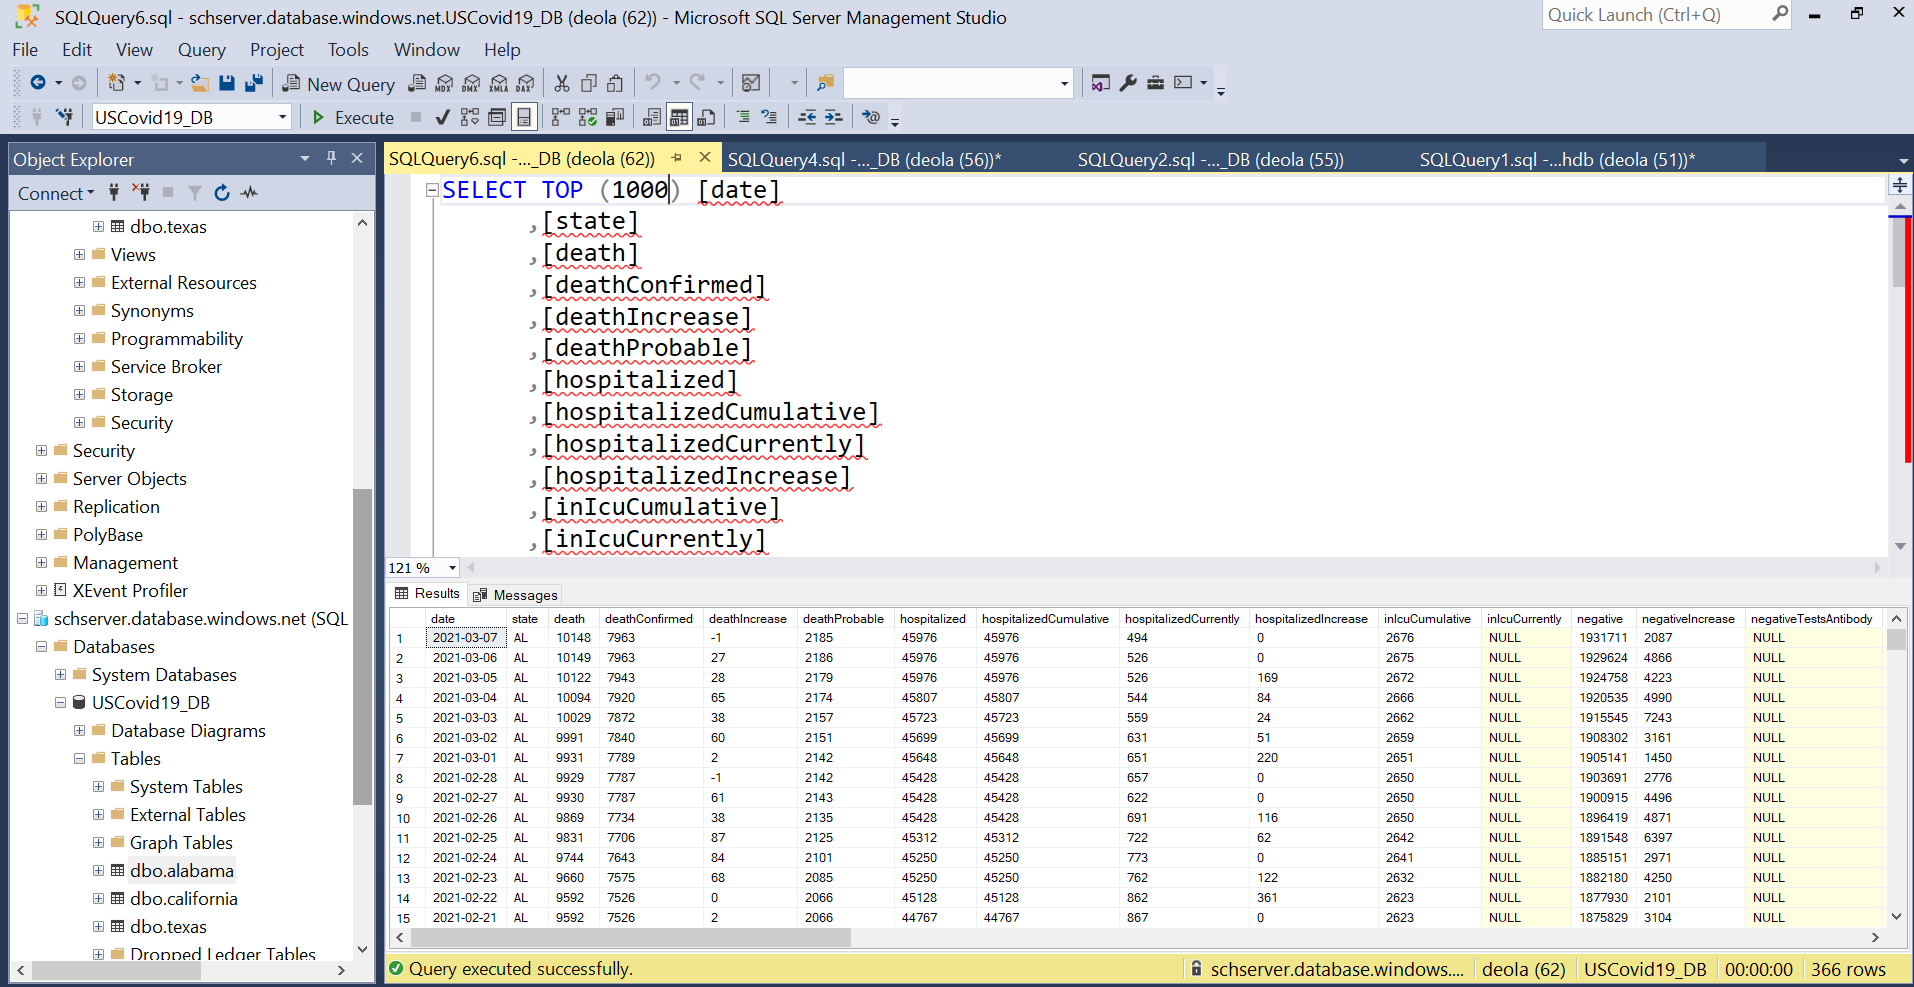 SQLQuery6.sql - schserver.database.windows.net.USCovid19_DB (deola (62)) - Microsoft SQL Server Management Studio
Quick Launch (Ctrl+Q)
File Edit View Query Project Tools Window Help
New Query MDX DMX XMLA DAX
USCovid19_DB Execute
Object Explorer
Connect
dbo.texas
Views
External Resources
Synonyms
Programmability
Service Broker
Storage
Security
Security
Server Objects
Replication
PolyBase
Management
XEvent Profiler
schserver.database.windows.net (SQL
Databases
System Databases
USCovid19_DB
Database Diagrams
Tables
System Tables
External Tables
Graph Tables
dbo.alabama
dbo.california
dbo.texas
Dropped Ledger Tables
SQLQuery6.sql -..._DB (deola (62)) SQLQuery4.sql -..._DB (deola (56))* SQLQuery2.sql -..._DB (deola (55)) SQLQuery1.sql -...hdb (deola (51))*
SELECT TOP (1000) [date]
,[state]
,[death]
,[deathConfirmed]
,[deathIncrease]
,[deathProbable]
,[hospitalized]
,[hospitalizedCumulative]
,[hospitalizedCurrently]
,[hospitalizedIncrease]
,[inIcuCumulative]
,[inIcuCurrently]
121 %
Results Messages
date state death deathConfirmed deathIncrease deathProbable hospitalized hospitalizedCumulative hospitalizedCurrently hospitalizedIncrease inIcuCumulative inIcuCurrently negative negativeIncrease negativeTestsAntibody
1 2021-03-07 AL 10148 7963 -1 2185 45976 45976 494 0 2676 NULL 1931711 2087 NULL
2 2021-03-06 AL 10149 7963 27 2186 45976 45976 526 0 2675 NULL 1929624 4866 NULL
3 2021-03-05 AL 10122 7943 28 2179 45976 45976 526 169 2672 NULL 1924758 4223 NULL
4 2021-03-04 AL 10094 7920 65 2174 45807 45807 544 84 2666 NULL 1920535 4990 NULL
5 2021-03-03 AL 10029 7872 38 2157 45723 45723 559 24 2662 NULL 1915545 7243 NULL
6 2021-03-02 AL 9991 7840 60 2151 45699 45699 631 51 2659 NULL 1908302 3161 NULL
7 2021-03-01 AL 9931 7789 2 2142 45648 45648 651 220 2651 NULL 1905141 1450 NULL
8 2021-02-28 AL 9929 7787 -1 2142 45428 45428 657 0 2650 NULL 1903691 2776 NULL
9 2021-02-27 AL 9930 7787 61 2143 45428 45428 622 0 2650 NULL 1900915 4496 NULL
10 2021-02-26 AL 9869 7734 38 2135 45428 45428 691 116 2650 NULL 1896419 4871 NULL
11 2021-02-25 AL 9831 7706 87 2125 45312 45312 722 62 2642 NULL 1891548 6397 NULL
12 2021-02-24 AL 9744 7643 84 2101 45250 45250 773 0 2641 NULL 1885151 2971 NULL
13 2021-02-23 AL 9660 7575 68 2085 45250 45250 762 122 2632 NULL 1882180 4250 NULL
14 2021-02-22 AL 9592 7526 0 2066 45128 45128 862 361 2623 NULL 1877930 2101 NULL
15 2021-02-21 AL 9592 7526 2 2066 44767 44767 867 0 2623 NULL 1875829 3104 NULL
Query executed successfully. schserver.database.windows.... deola (62) USCovid19_DB 00:00:00 366 rows